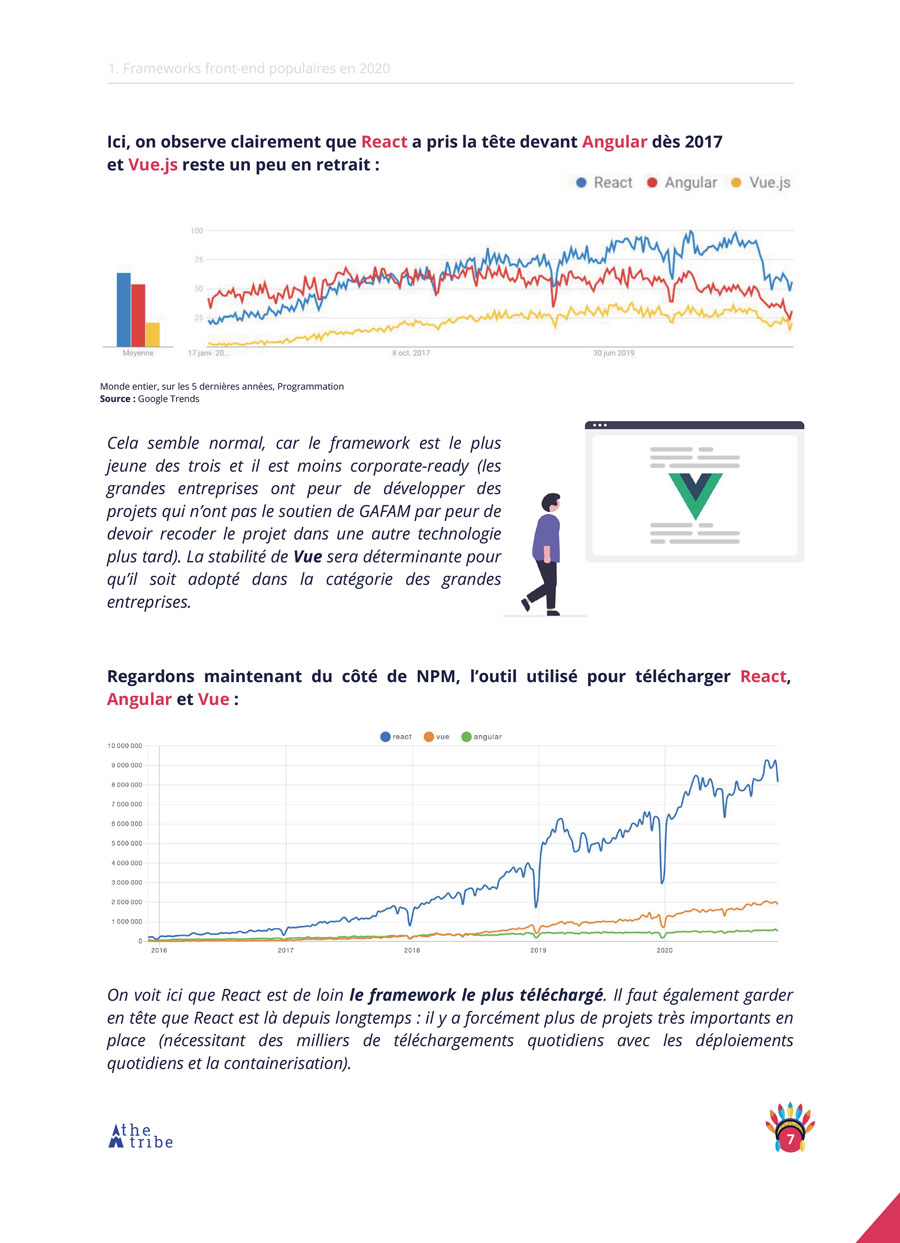 1. Frameworks front-end populaires en 2020
Ici, on observe clairement que React a pris la tête devant Angular dès 2017
et Vue.js reste un peu en retrait :
React Angular Vue.js
100
75
50
25
Moyenne
17 janv. 20...
8 oct. 2017
30 juin 2019
Monde entier, sur les 5 dernières années, Programmation
Source : Google Trends
Cela semble normal, car le framework est le plus
jeune des trois et il est moins corporate-ready (les
grandes entreprises ont peur de développer des
projets qui n’ont pas le soutien de GAFAM par peur de
devoir recoder le projet dans une autre technologie
plus tard). La stabilité de Vue sera déterminante pour
qu’il soit adopté dans la catégorie des grandes
entreprises.
Regardons maintenant du côté de NPM, l’outil utilisé pour télécharger React,
Angular et Vue :
react vue angular
10 000 000
9 000 000
8 000 000
7 000 000
6 000 000
5 000 000
4 000 000
3 000 000
2 000 000
1 000 000
0
2016 2017 2018 2019 2020
On voit ici que React est de loin le framework le plus téléchargé. Il faut également garder
en tête que React est là depuis longtemps : il y a forcément plus de projets très importants en
place (nécessitant des milliers de téléchargements quotidiens avec les déploiements
quotidiens et la containerisation).
the
tribe
7